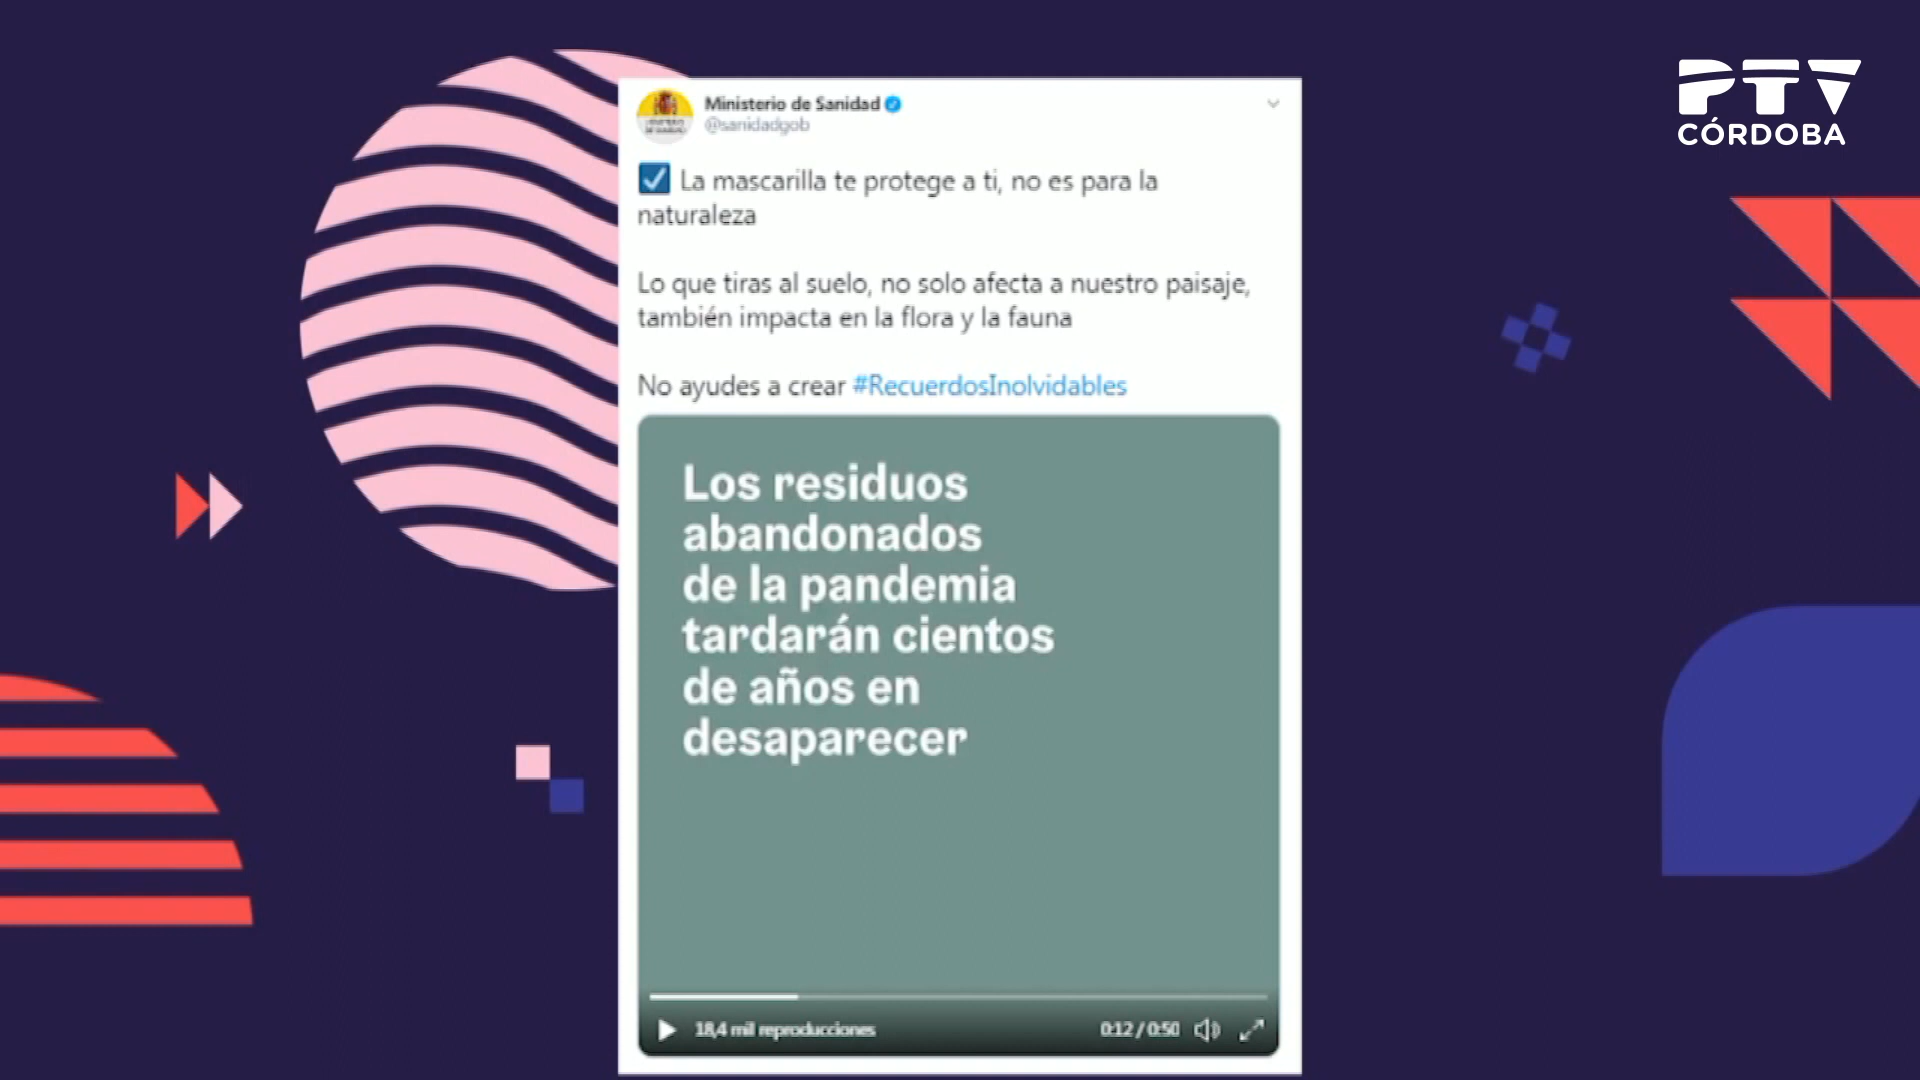 PTV
CÓRDOBA
Ministerio de Sanidad
@sanidadgob
La mascarilla te protege a ti, no es para la
naturaleza
Lo que tiras al suelo, no solo afecta a nuestro paisaje,
también impacta en la flora y la fauna
No ayudes a crear #RecuerdosInolvidables
Los residuos
abandonados
de la pandemia
tardarán cientos
de años en
desaparecer
18,4 mil reproducciones
0:12 / 0:50